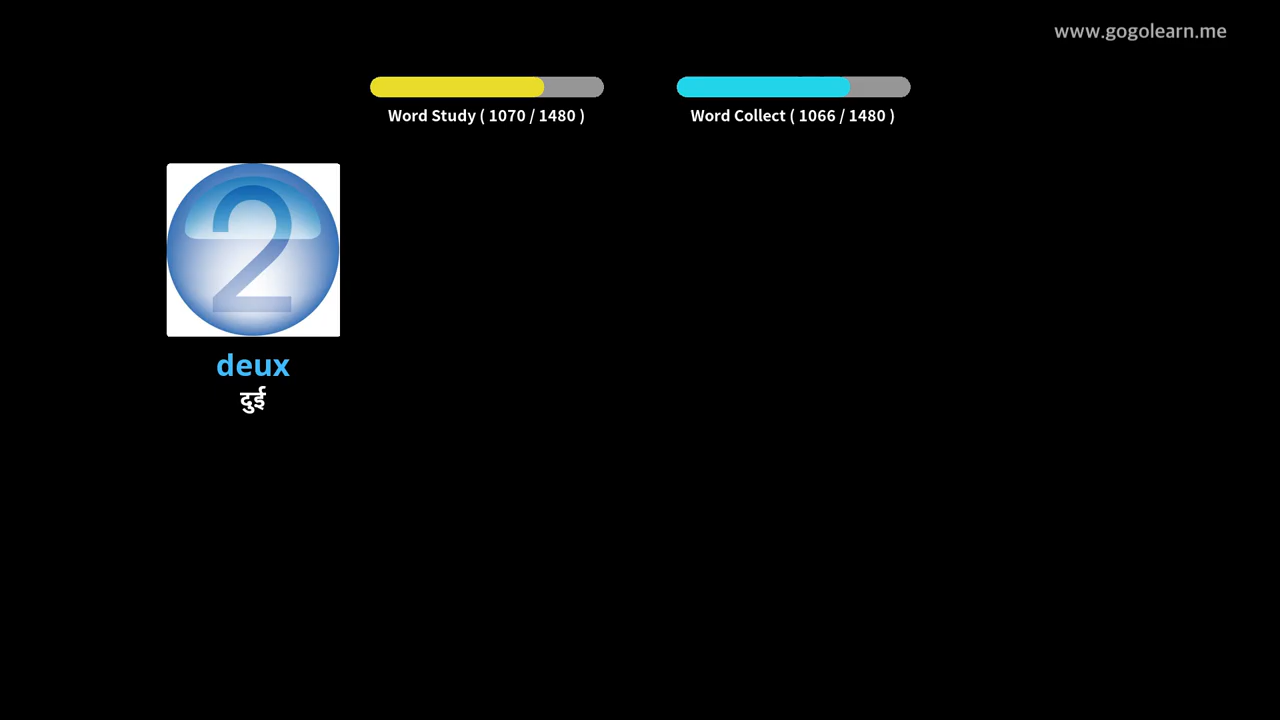 www.gogolearn.me
Word Study ( 1070 / 1480 )
Word Collect ( 1066 / 1480 )
2
deux
दुई